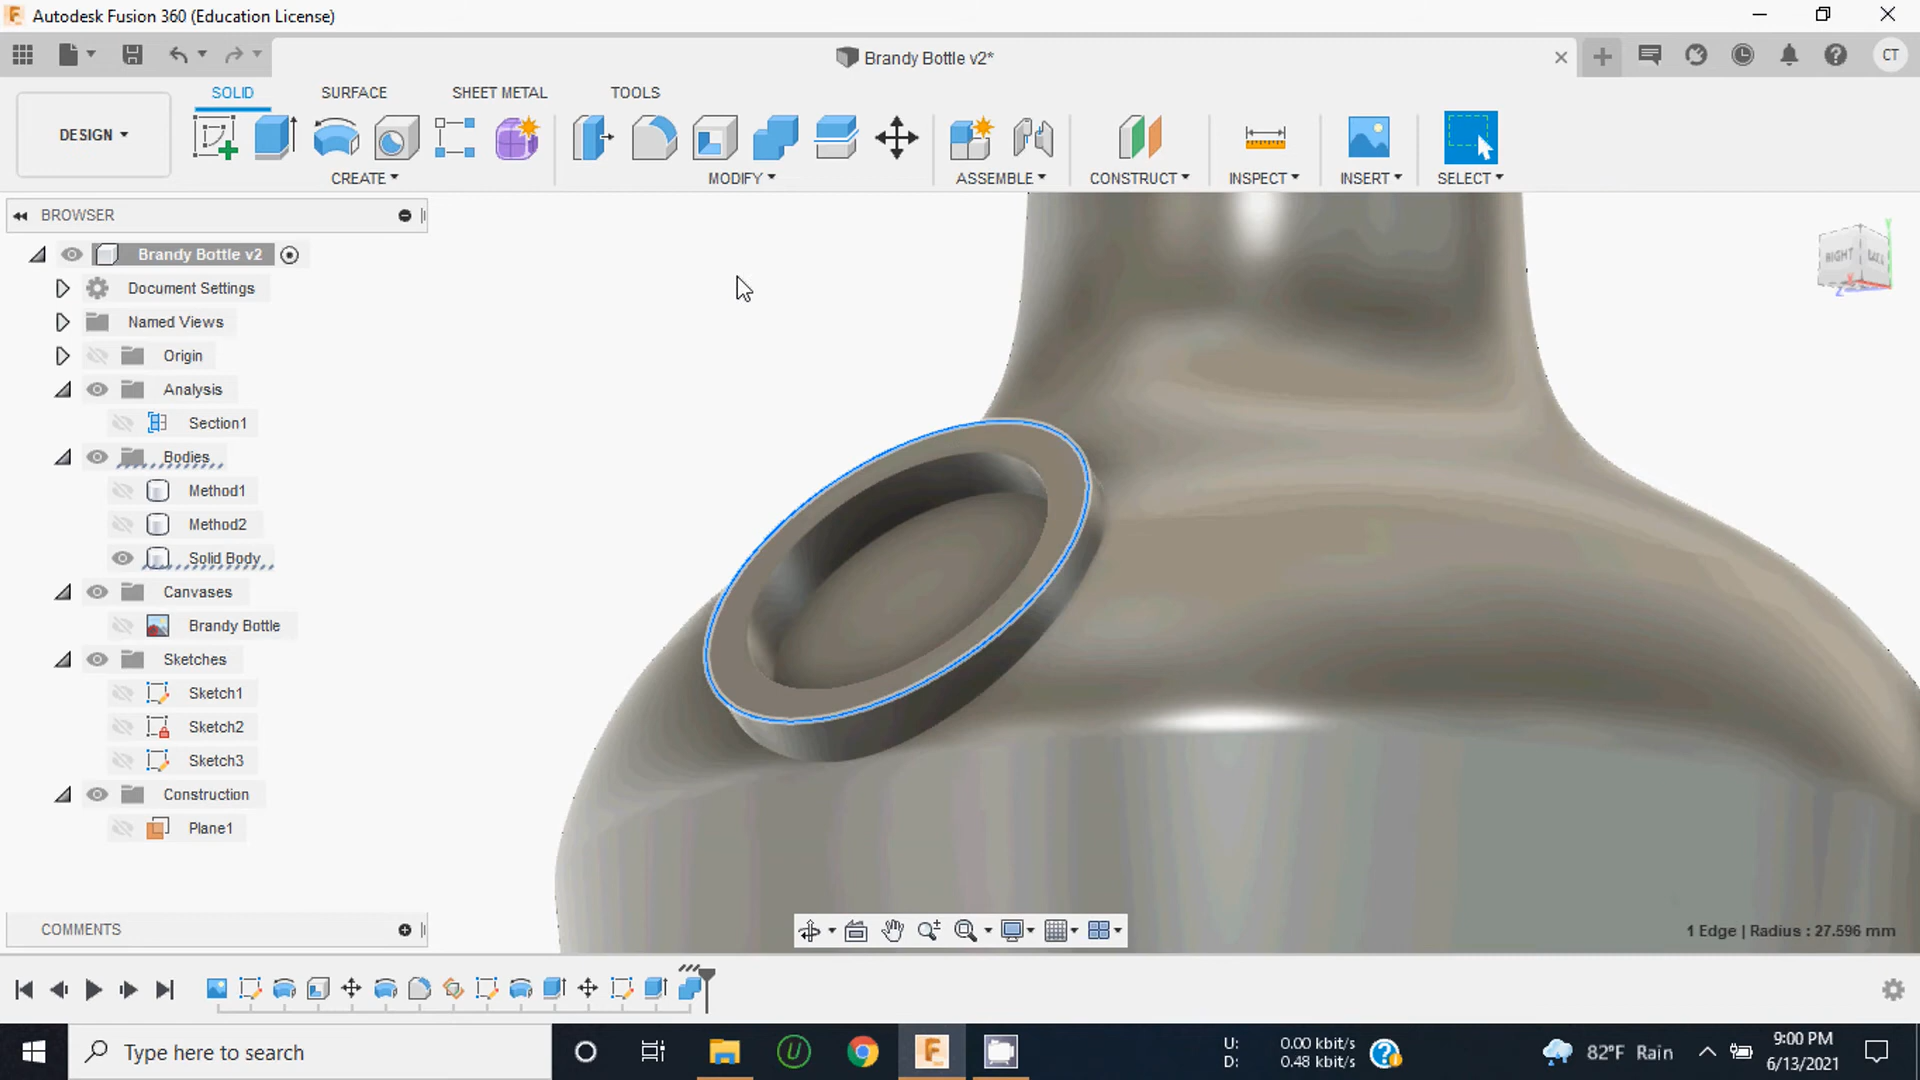 Autodesk Fusion 360 (Education License)
Brandy Bottle v2*
CT
SOLID SURFACE SHEET METAL TOOLS
DESIGN
CREATE MODIFY ASSEMBLE CONSTRUCT INSPECT INSERT SELECT
BROWSER
Brandy Bottle v2
Document Settings
Named Views
Origin
Analysis
Section1
Bodies
Method1
Method2
Solid Body
Canvases
Brandy Bottle
Sketches
Sketch1
Sketch2
Sketch3
Construction
Plane1
RIGHT
Y
X
Z
COMMENTS
1 Edge | Radius : 27.596 mm
Type here to search
U: 0.00 kbit/s
D: 0.48 kbit/s
82°F Rain
9:00 PM
6/13/2021